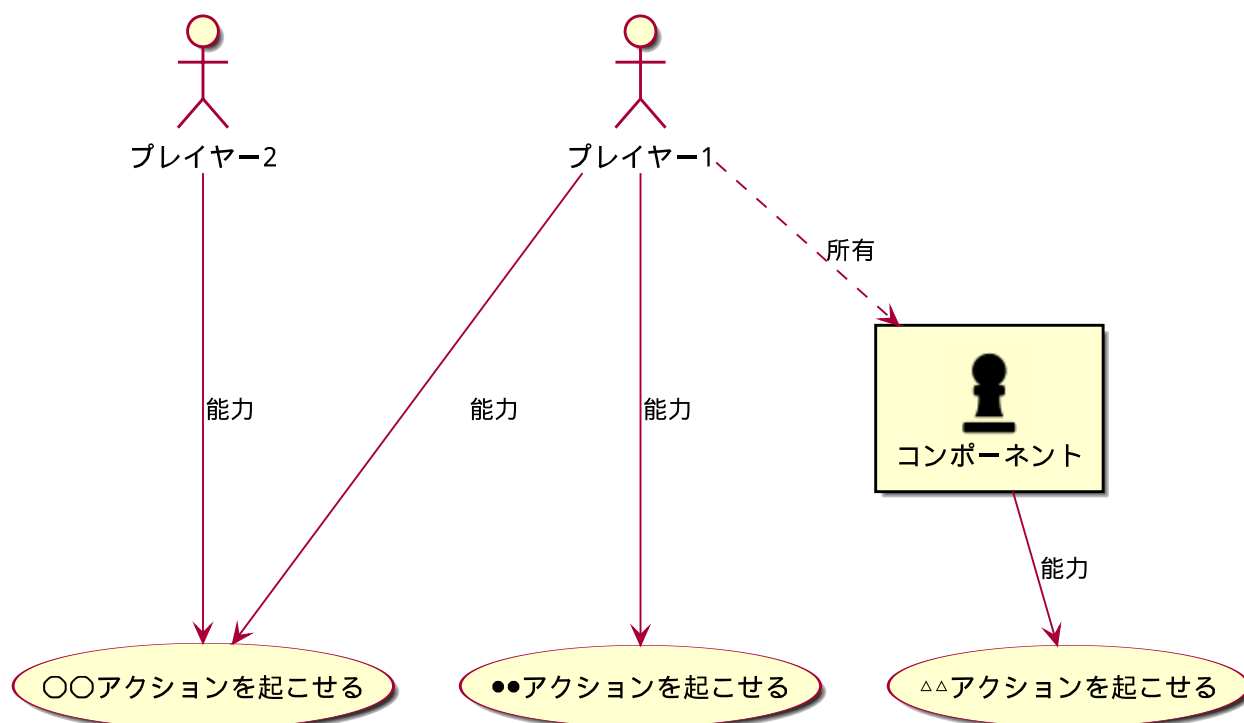 プレイヤー2
プレイヤー1
所有
能力
能力
能力
コンポーネント
能力
○○アクションを起こせる
●●アクションを起こせる
△△アクションを起こせる